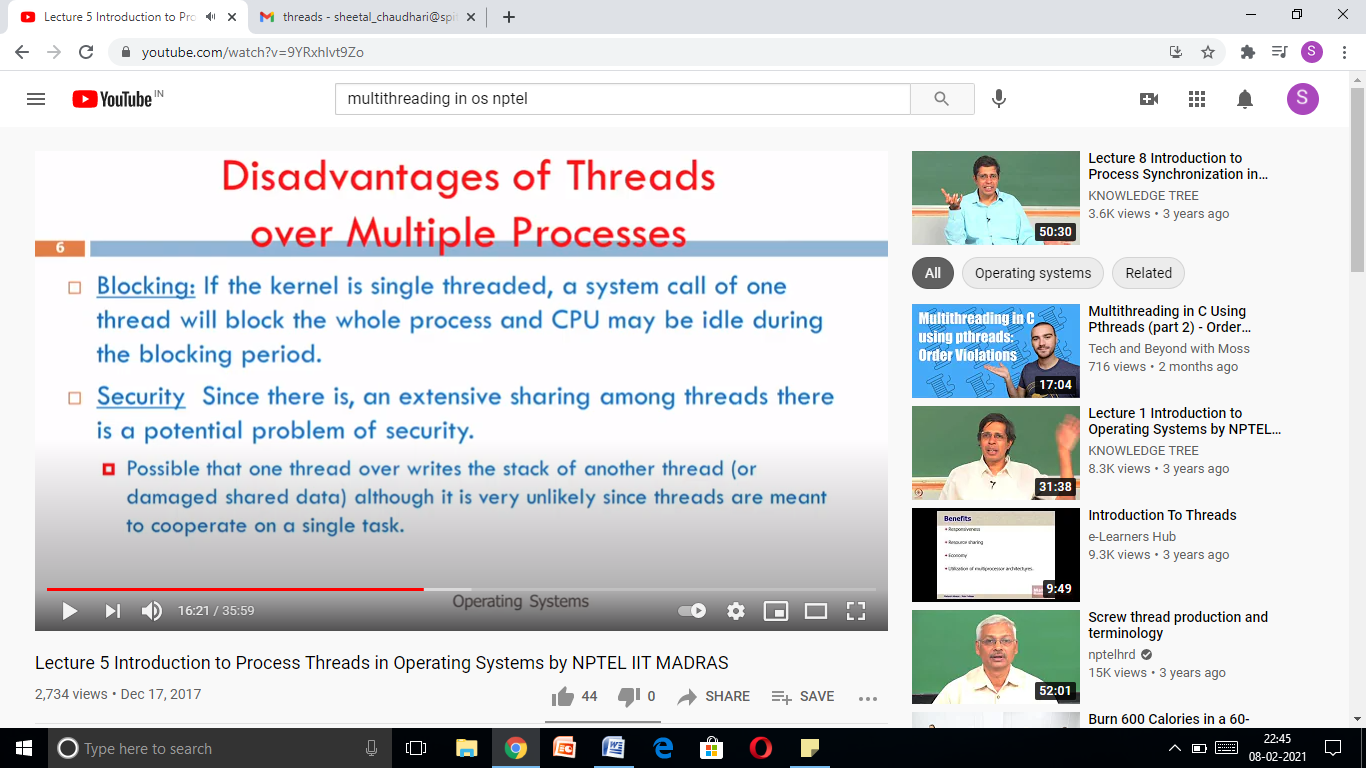 Lecture 5 Introduction to Pro
threads - sheetal_chaudhari@spi
youtube.com/watch?v=9YRxhIvt9Zo
S
YouTube IN
multithreading in os nptel
S
Disadvantages of Threads
over Multiple Processes
6
Blocking: If the kernel is single threaded, a system call of one
thread will block the whole process and CPU may be idle during
the blocking period.
Security Since there is, an extensive sharing among threads there
is a potential problem of security.
Possible that one thread over writes the stack of another thread (or
damaged shared data) although it is very unlikely since threads are meant
to cooperate on a single task.
Operating Systems
16:21 / 35:59
Lecture 5 Introduction to Process Threads in Operating Systems by NPTEL IIT MADRAS
2,734 views • Dec 17, 2017
44
0
SHARE
SAVE
50:30
Lecture 8 Introduction to
Process Synchronization in...
KNOWLEDGE TREE
3.6K views • 3 years ago
All
Operating systems
Related
Multithreading in C
using pthreads:
Order Violations
17:04
Multithreading in C Using
Pthreads (part 2) - Order...
Tech and Beyond with Moss
716 views • 2 months ago
31:38
Lecture 1 Introduction to
Operating Systems by NPTEL...
KNOWLEDGE TREE
8.3K views • 3 years ago
Benefits
• Responsiveness
• Resource sharing
• Economy
• Utilization of multiprocessor architectures.
9:49
Introduction To Threads
e-Learners Hub
9.3K views • 3 years ago
52:01
Screw thread production and
terminology
nptelhrd
15K views • 3 years ago
Burn 600 Calories in a 60-
Type here to search
22:45
08-02-2021